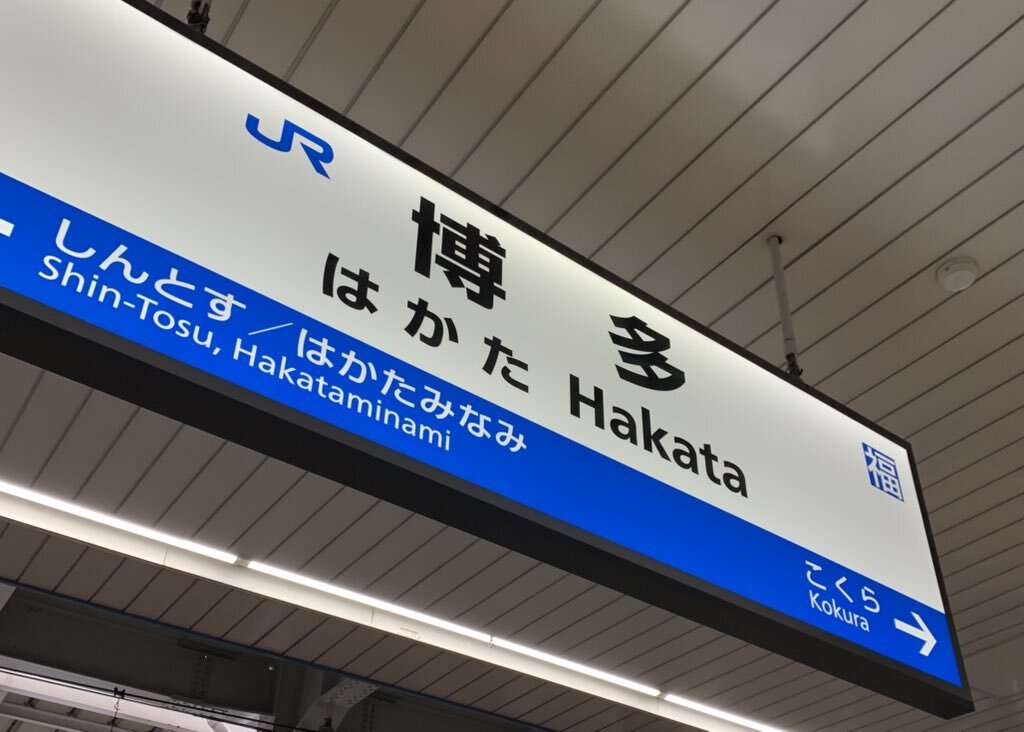 JR
博多
はかた Hakata
福
しんとす／はかたみなみ
Shin-Tosu, Hakataminami
こくら
Kokura